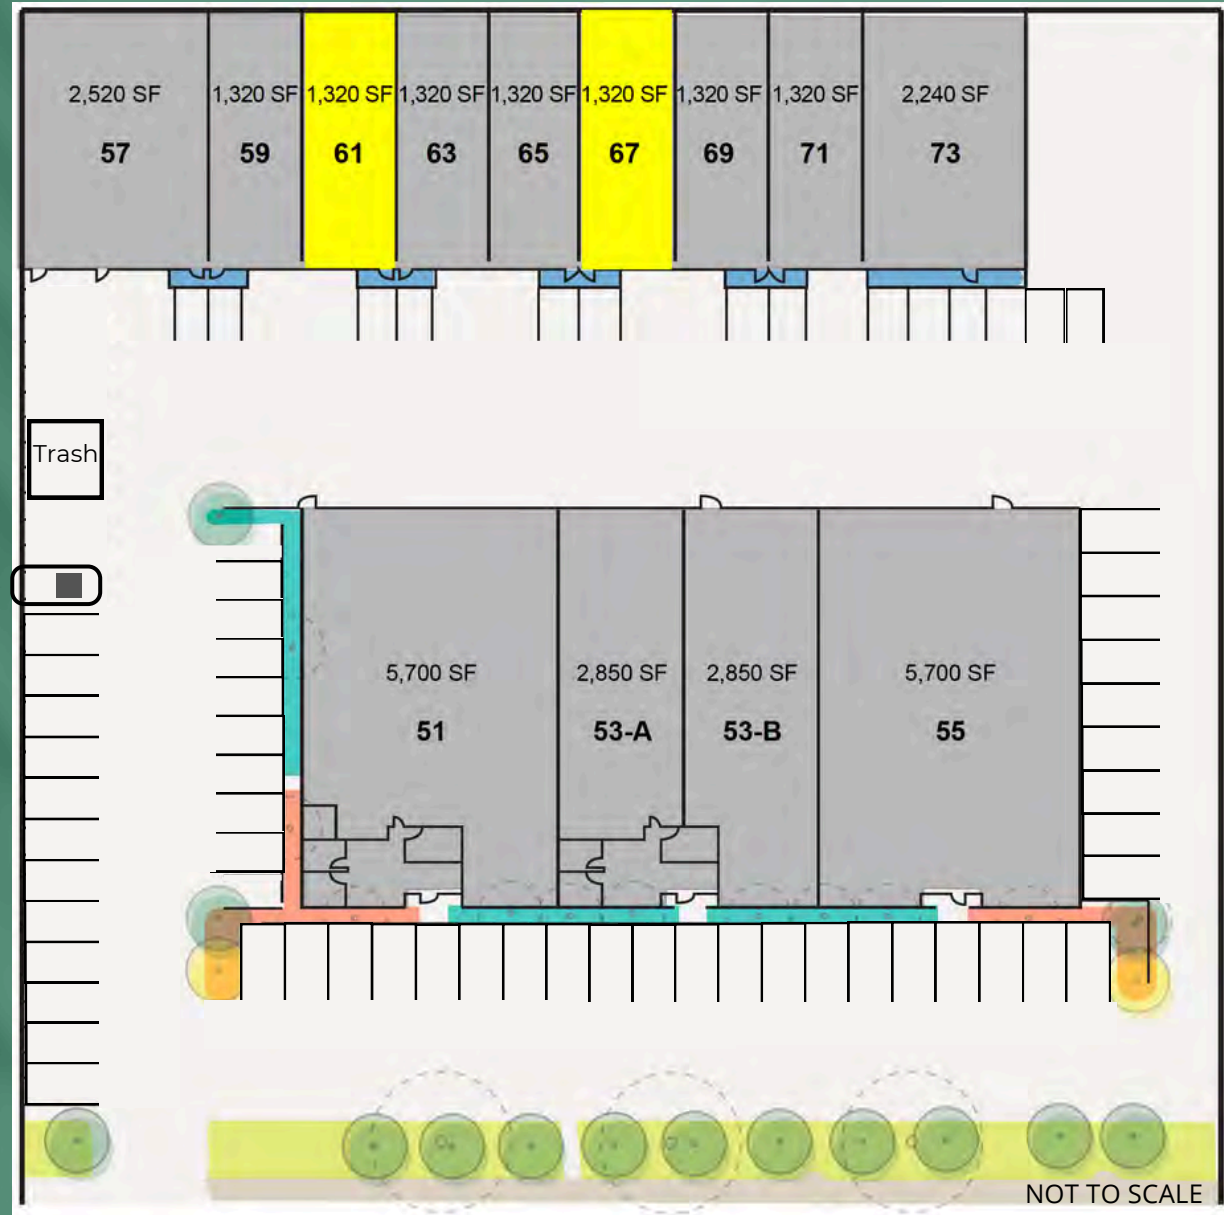 2,520 SF 1,320 SF 1,320 SF 1,320 SF 1,320 SF 1,320 SF 1,320 SF 1,320 SF 2,240 SF
57 59 61 63 65 67 69 71 73
Trash
5,700 SF 2,850 SF 2,850 SF 5,700 SF
51 53-A 53-B 55
NOT TO SCALE